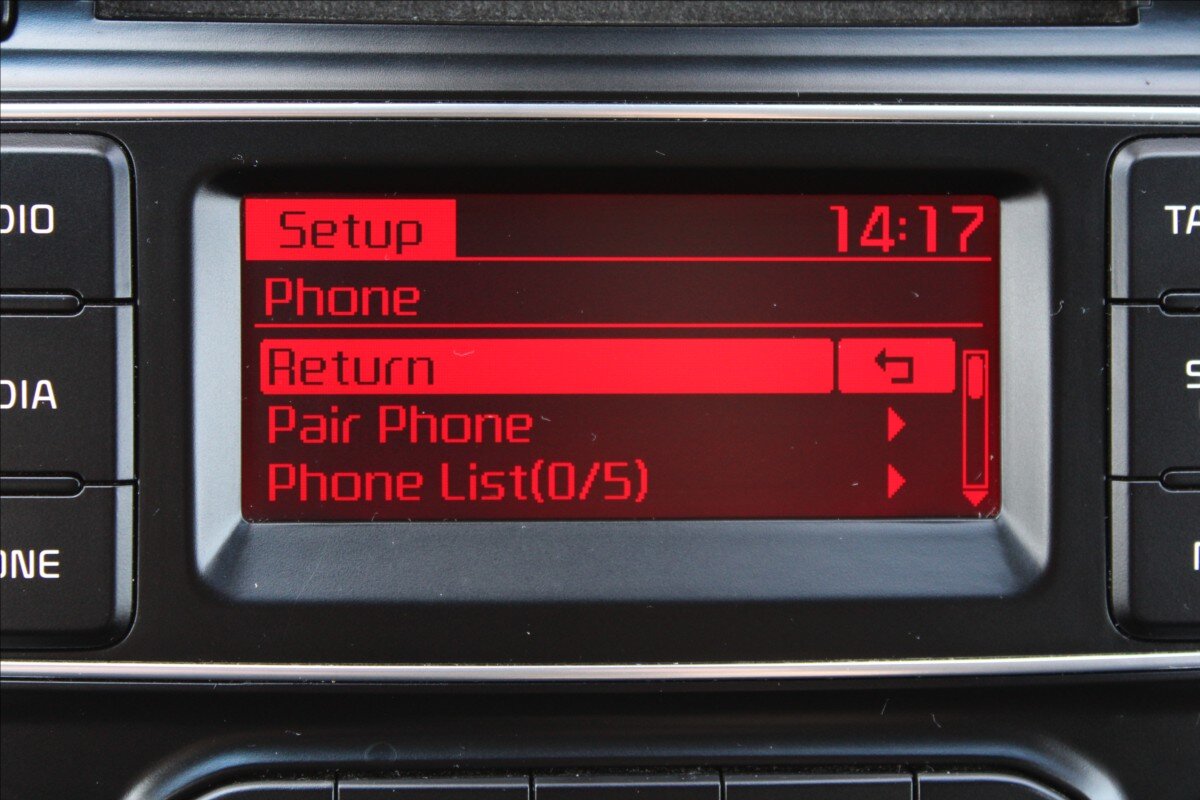 Setup 14:17
Phone
Return
Pair Phone
Phone List(0/5)
DIO
DIA
ONE
TA
S